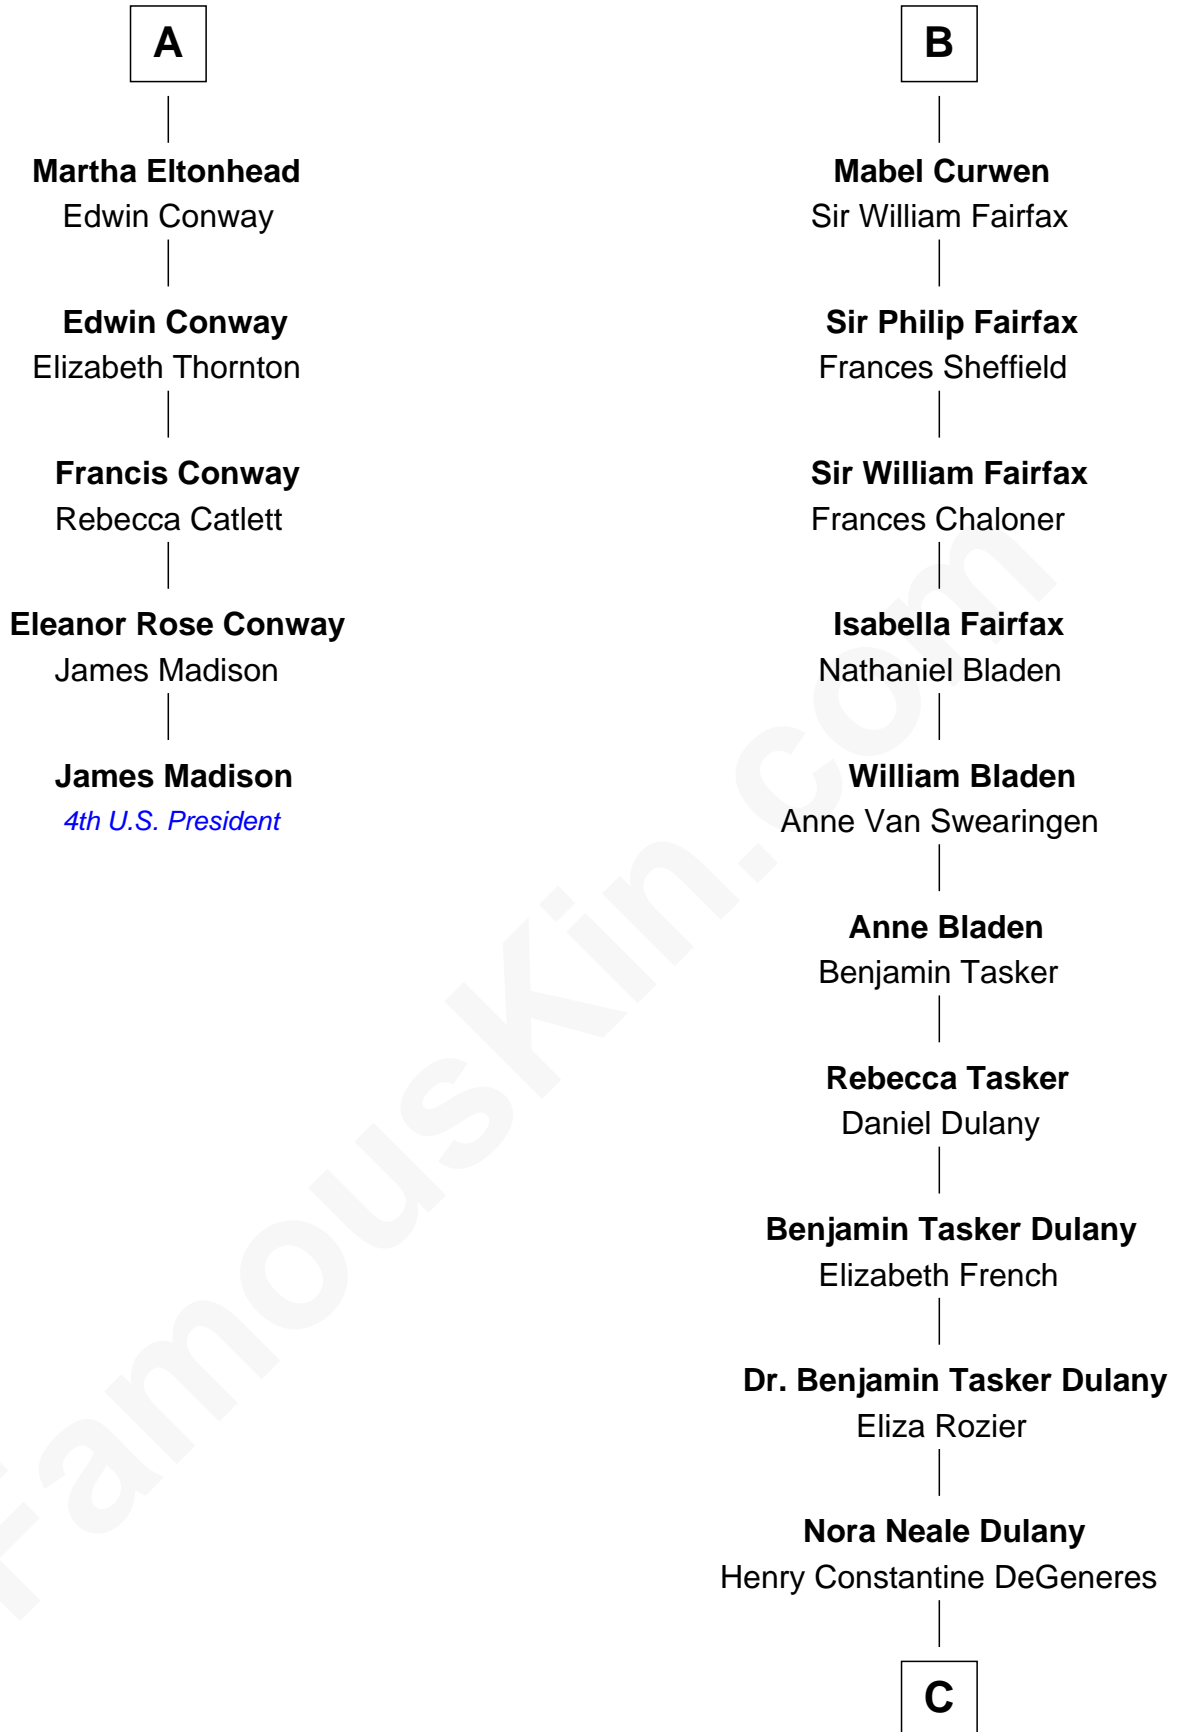 A
Martha Eltonhead
Edwin Conway
Edwin Conway
Elizabeth Thornton
Francis Conway
Rebecca Catlett
Eleanor Rose Conway
James Madison
James Madison
4th U.S. President
B
Mabel Curwen
Sir William Fairfax
Sir Philip Fairfax
Frances Sheffield
Sir William Fairfax
Frances Chaloner
Isabella Fairfax
Nathaniel Bladen
William Bladen
Anne Van Swearingen
Anne Bladen
Benjamin Tasker
Rebecca Tasker
Daniel Dulany
Benjamin Tasker Dulany
Elizabeth French
Dr. Benjamin Tasker Dulany
Eliza Rozier
Nora Neale Dulany
Henry Constantine DeGeneres
C
FamousKin.com